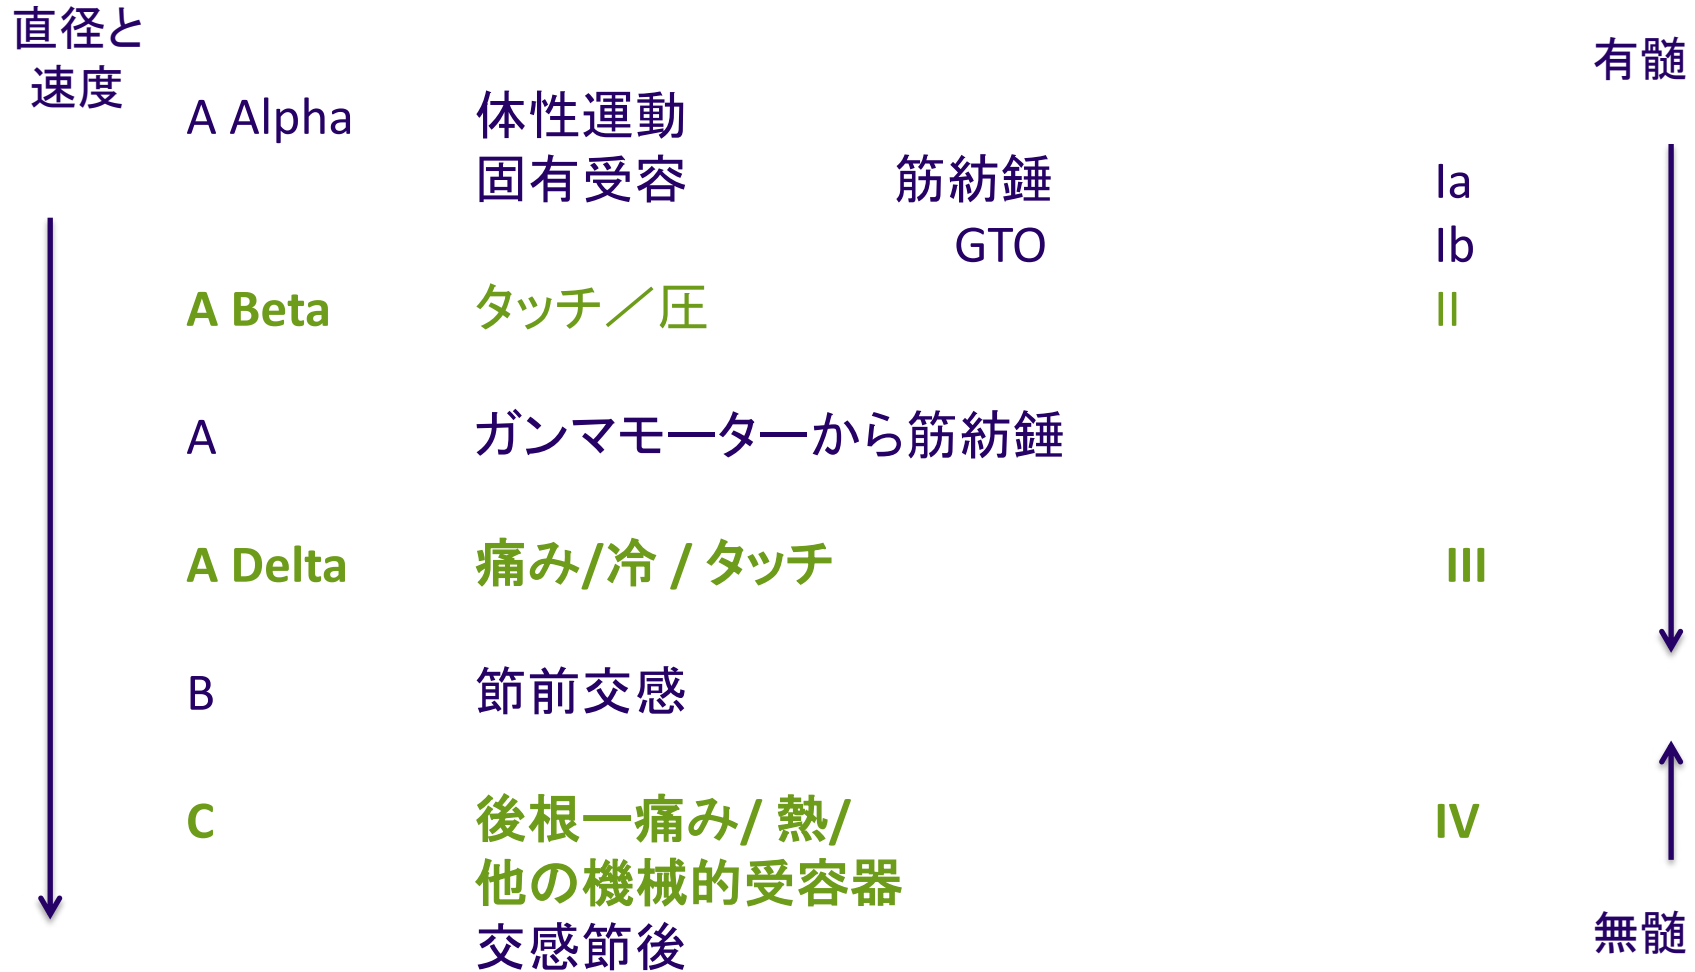 直径と
速度
有髄
A Alpha 体性運動
固有受容 筋紡錘 Ia
GTO Ib
A Beta タッチ／圧 II
A ガンマモーターから筋紡錘
A Delta 痛み/冷 / タッチ III
B 節前交感
C 後根ー痛み/ 熱/ IV
他の機械的受容器
交感節後
無髄